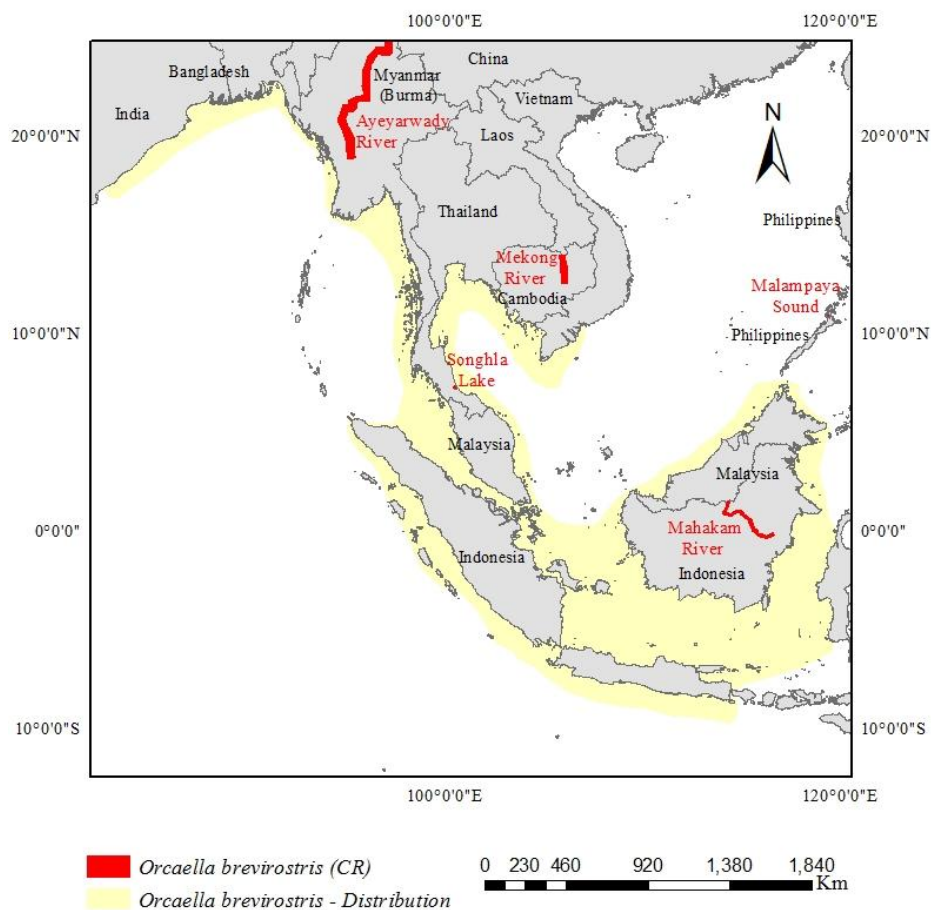 100°0'0"E 120°0'0"E
China
Bangladesh
Myanmar
(Burma)
India
Vietnam
N
Ayeyarwady
River
20°0'0"N 20°0'0"N
Laos
Thailand
Philippines
Mekong
River
Cambodia
Malampaya
Sound
10°0'0"N 10°0'0"N
Philippines
Songhla
Lake
Malaysia
Malaysia
0°0'0" 0°0'0"
Mahakam
River
Indonesia
Indonesia
10°0'0"S 10°0'0"S
100°0'0"E 120°0'0"E
Orcaella brevirostris (CR)
Orcaella brevirostris - Distribution
0 230 460 920 1,380 1,840
Km